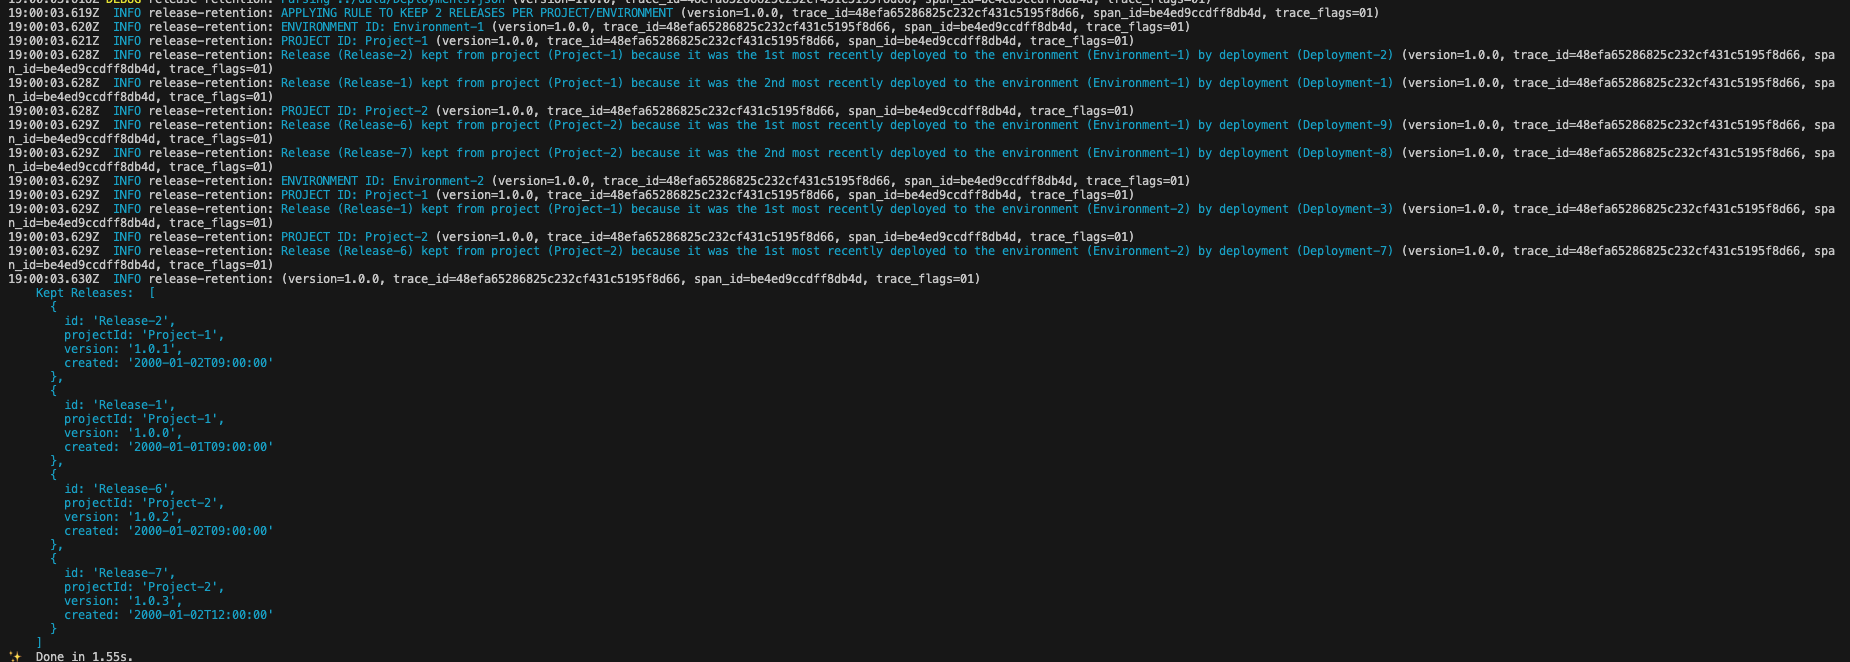 19:00:03.618Z DEBUG release-retention: Parsing ../data/Deployments.json (version=1.0.0, trace_id=48efa65286825c232cf431c5195f8d66, span_id=be4ed9ccdff8db4d, trace_flags=01)
19:00:03.619Z  INFO release-retention: APPLYING RULE TO KEEP 2 RELEASES PER PROJECT/ENVIRONMENT (version=1.0.0, trace_id=48efa65286825c232cf431c5195f8d66, span_id=be4ed9ccdff8db4d, trace_flags=01)
19:00:03.620Z  INFO release-retention: ENVIRONMENT ID: Environment-1 (version=1.0.0, trace_id=48efa65286825c232cf431c5195f8d66, span_id=be4ed9ccdff8db4d, trace_flags=01)
19:00:03.621Z  INFO release-retention: PROJECT ID: Project-1 (version=1.0.0, trace_id=48efa65286825c232cf431c5195f8d66, span_id=be4ed9ccdff8db4d, trace_flags=01)
19:00:03.628Z  INFO release-retention: Release (Release-2) kept from project (Project-1) because it was the 1st most recently deployed to the environment (Environment-1) by deployment (Deployment-2) (version=1.0.0, trace_id=48efa65286825c232cf431c5195f8d66, spa
n_id=be4ed9ccdff8db4d, trace_flags=01)
19:00:03.628Z  INFO release-retention: Release (Release-1) kept from project (Project-1) because it was the 2nd most recently deployed to the environment (Environment-1) by deployment (Deployment-1) (version=1.0.0, trace_id=48efa65286825c232cf431c5195f8d66, spa
n_id=be4ed9ccdff8db4d, trace_flags=01)
19:00:03.628Z  INFO release-retention: PROJECT ID: Project-2 (version=1.0.0, trace_id=48efa65286825c232cf431c5195f8d66, span_id=be4ed9ccdff8db4d, trace_flags=01)
19:00:03.628Z  INFO release-retention: Release (Release-6) kept from project (Project-2) because it was the 1st most recently deployed to the environment (Environment-1) by deployment (Deployment-9) (version=1.0.0, trace_id=48efa65286825c232cf431c5195f8d66, spa
n_id=be4ed9ccdff8db4d, trace_flags=01)
19:00:03.629Z  INFO release-retention: Release (Release-7) kept from project (Project-2) because it was the 2nd most recently deployed to the environment (Environment-1) by deployment (Deployment-8) (version=1.0.0, trace_id=48efa65286825c232cf431c5195f8d66, spa
n_id=be4ed9ccdff8db4d, trace_flags=01)
19:00:03.629Z  INFO release-retention: ENVIRONMENT ID: Environment-2 (version=1.0.0, trace_id=48efa65286825c232cf431c5195f8d66, span_id=be4ed9ccdff8db4d, trace_flags=01)
19:00:03.629Z  INFO release-retention: PROJECT ID: Project-1 (version=1.0.0, trace_id=48efa65286825c232cf431c5195f8d66, span_id=be4ed9ccdff8db4d, trace_flags=01)
19:00:03.629Z  INFO release-retention: Release (Release-1) kept from project (Project-1) because it was the 1st most recently deployed to the environment (Environment-2) by deployment (Deployment-3) (version=1.0.0, trace_id=48efa65286825c232cf431c5195f8d66, spa
n_id=be4ed9ccdff8db4d, trace_flags=01)
19:00:03.629Z  INFO release-retention: PROJECT ID: Project-2 (version=1.0.0, trace_id=48efa65286825c232cf431c5195f8d66, span_id=be4ed9ccdff8db4d, trace_flags=01)
19:00:03.629Z  INFO release-retention: Release (Release-6) kept from project (Project-2) because it was the 1st most recently deployed to the environment (Environment-2) by deployment (Deployment-7) (version=1.0.0, trace_id=48efa65286825c232cf431c5195f8d66, spa
n_id=be4ed9ccdff8db4d, trace_flags=01)
19:00:03.630Z  INFO release-retention: (version=1.0.0, trace_id=48efa65286825c232cf431c5195f8d66, span_id=be4ed9ccdff8db4d, trace_flags=01)
Kept Releases:  [
{
id: 'Release-2',
projectId: 'Project-1',
version: '1.0.1',
created: '2000-01-02T09:00:00'
},
{
id: 'Release-1',
projectId: 'Project-1',
version: '1.0.0',
created: '2000-01-01T09:00:00'
},
{
id: 'Release-6',
projectId: 'Project-2',
version: '1.0.2',
created: '2000-01-02T09:00:00'
},
{
id: 'Release-7',
projectId: 'Project-2',
version: '1.0.3',
created: '2000-01-02T12:00:00'
}
]
✨  Done in 1.55s.